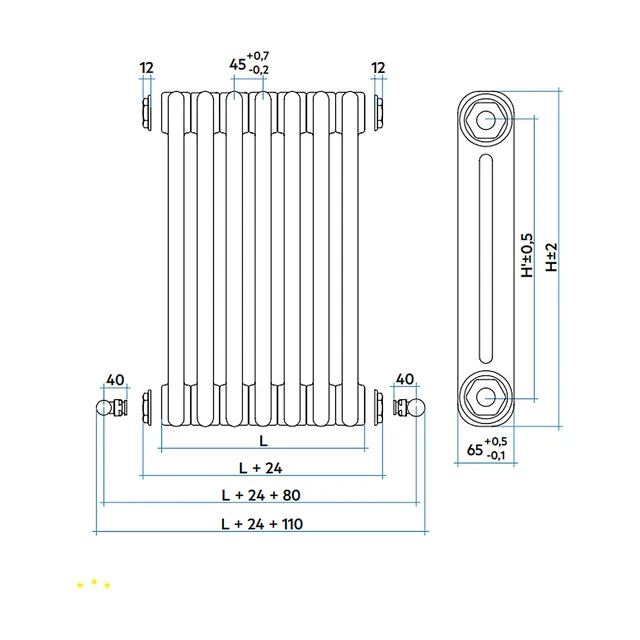 12
45 +0,7 -0,2
12
H'±0,5
H±2
40
40
L
65 +0,5 -0,1
L + 24
L + 24 + 80
L + 24 + 110